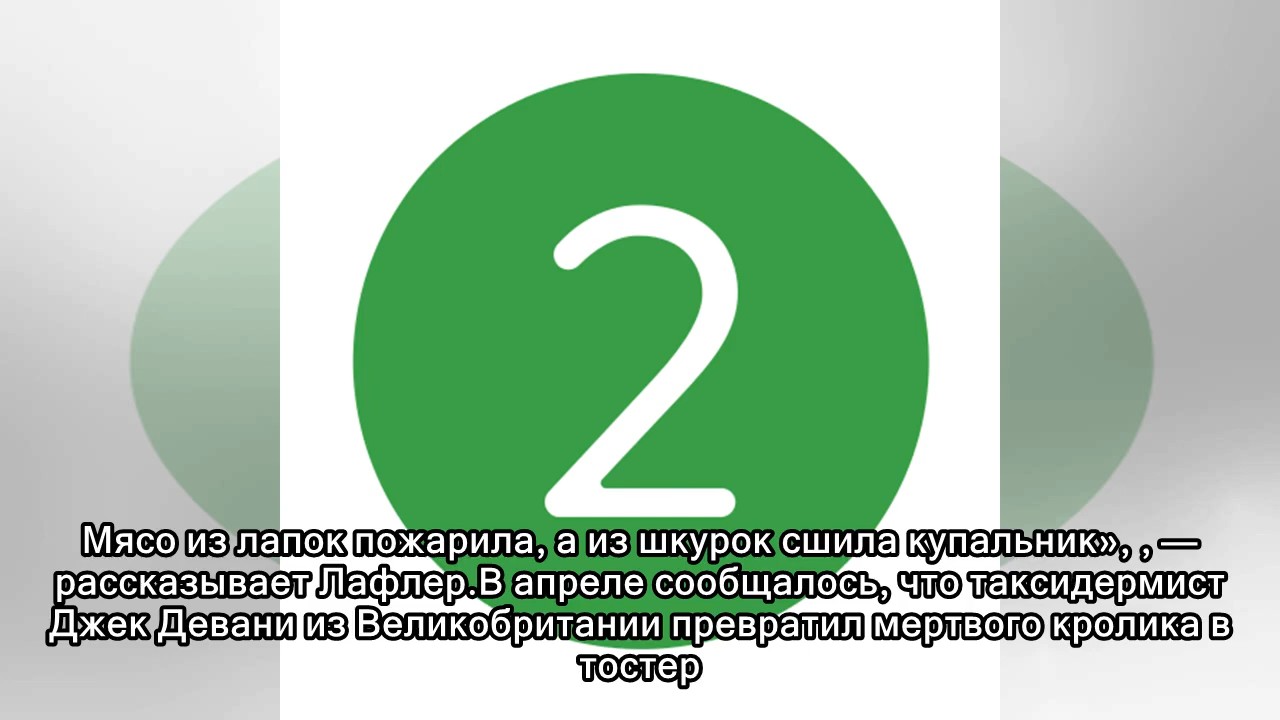 2
Мясо из лапок пожарила, а из шкурок сшила купальник», , —
рассказывает Лафлер.В апреле сообщалось, что таксидермист
Джек Девани из Великобритании превратил мертвого кролика в
тостер